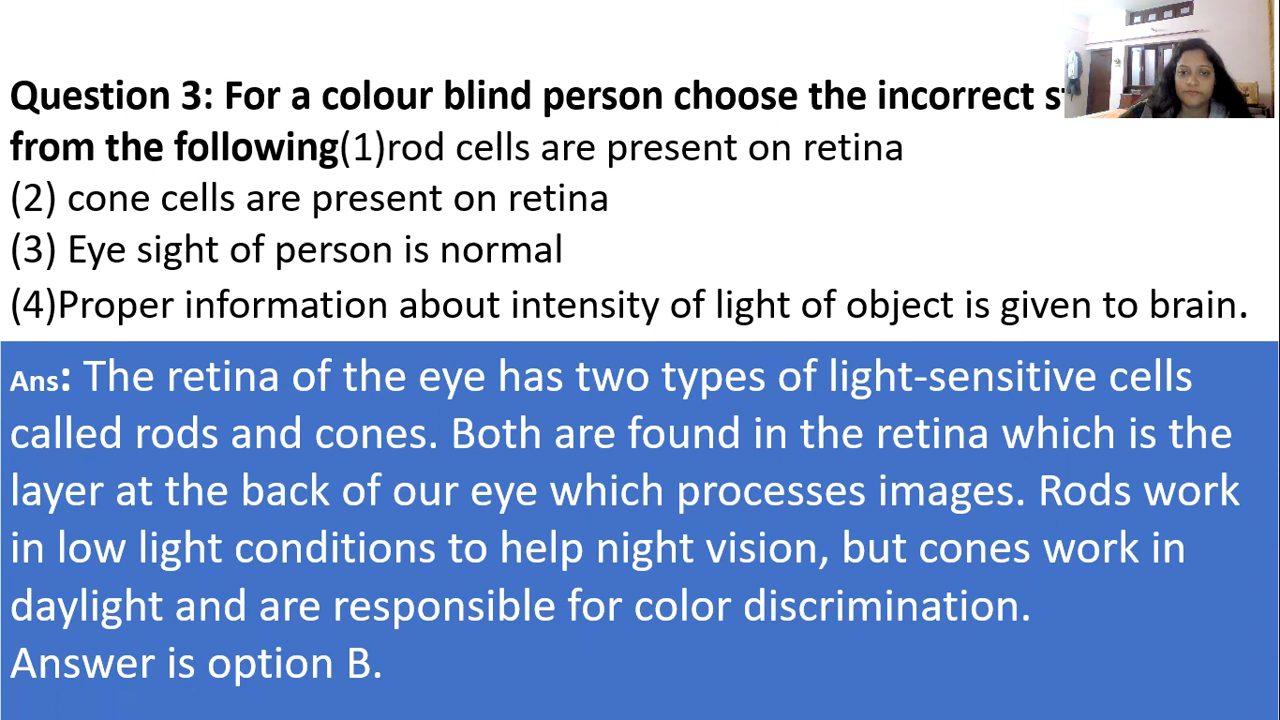 Question 3: For a colour blind person choose the incorrect
from the following(1)rod cells are present on retina
(2) cone cells are present on retina
(3) Eye sight of person is normal
(4)Proper information about intensity of light of object is given to brain.
Ans: The retina of the eye has two types of light-sensitive cells
called rods and cones. Both are found in the retina which is the
layer at the back of our eye which processes images. Rods work
in low light conditions to help night vision, but cones work in
daylight and are responsible for color discrimination.
Answer is option B.